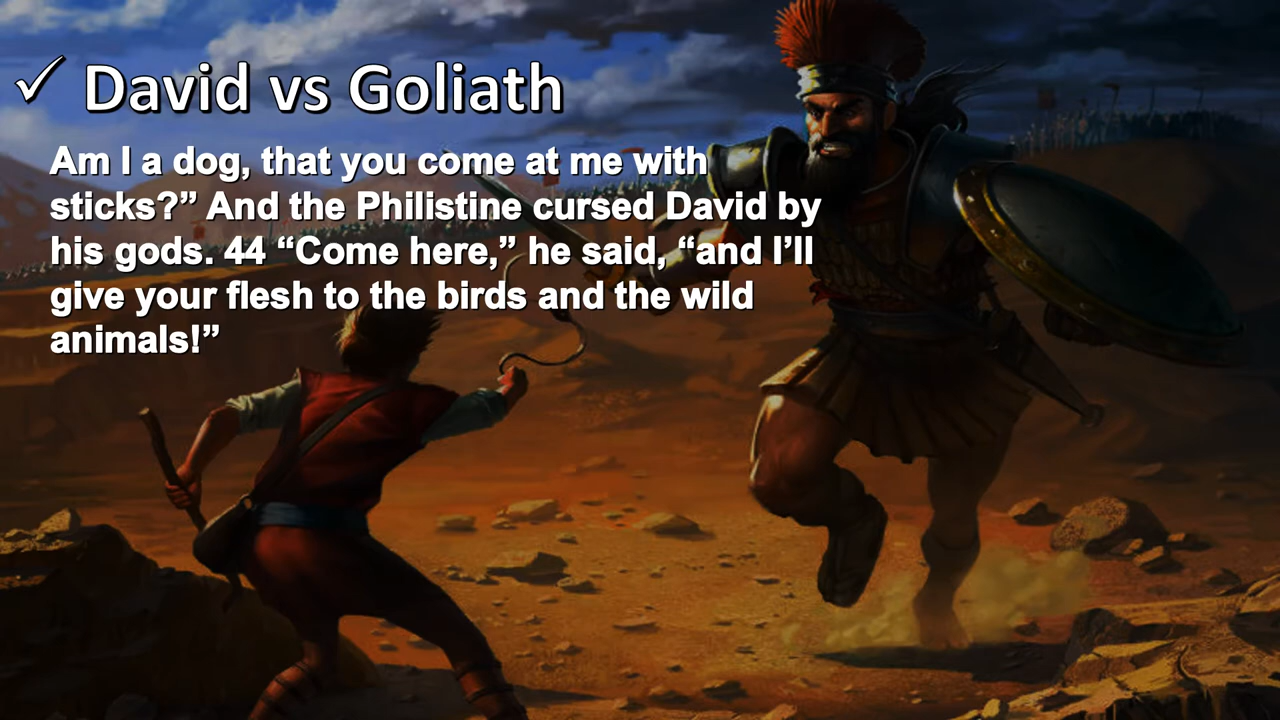 ✓ David vs Goliath
Am I a dog, that you come at me with
sticks?” And the Philistine cursed David by
his gods. 44 “Come here,” he said, “and I’ll
give your flesh to the birds and the wild
animals!”